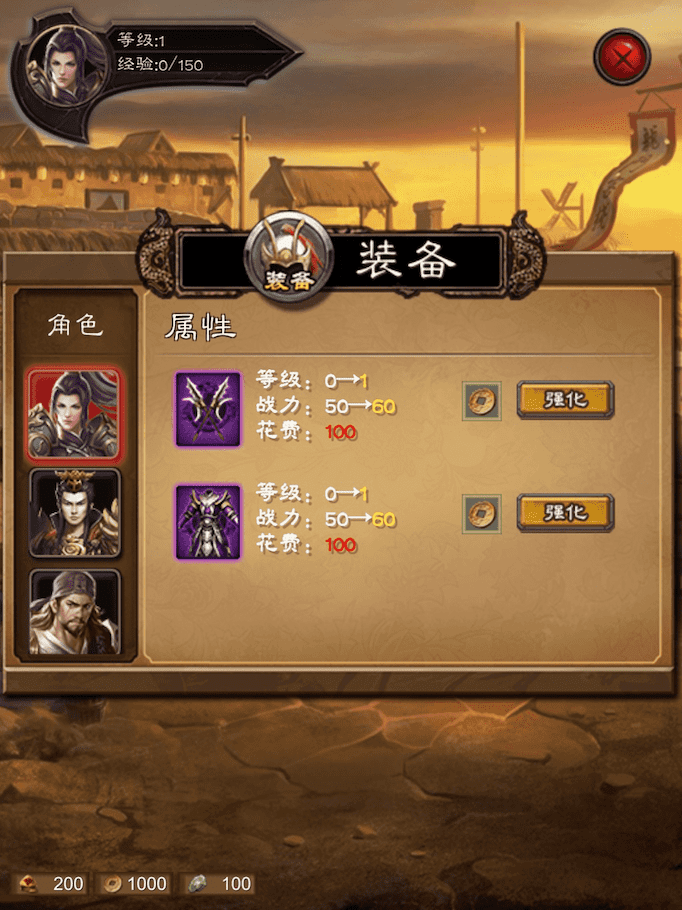 等级:1
经验:0/150
龍
装备
装备
角色
属性
等级：0→1
战力：50→60
花费：100
强化
等级：0→1
战力：50→60
花费：100
强化
200
1000
100